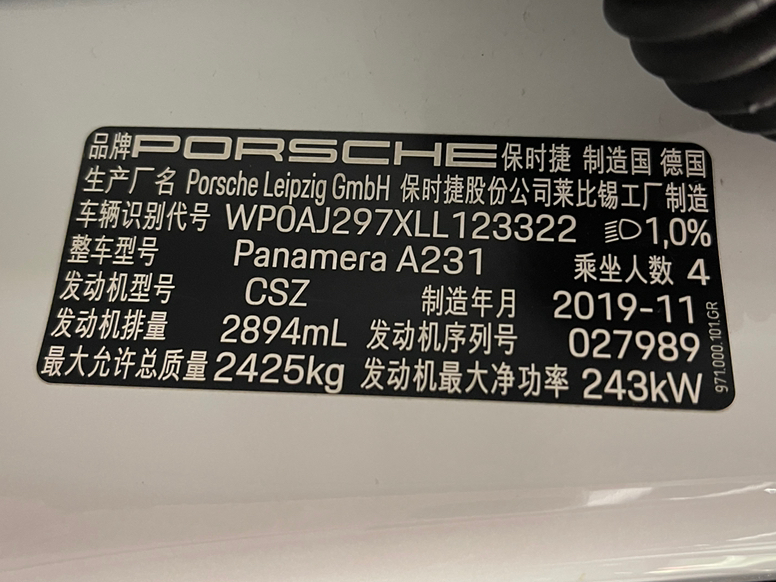 品牌 PORSCHE 保时捷 制造国 德国
生产厂名 Porsche Leipzig GmbH 保时捷股份公司莱比锡工厂制造
车辆识别代号 WP0AJ297XLL123322 1,0%
整车型号 Panamera A231 乘坐人数 4
发动机型号 CSZ 制造年月 2019-11
发动机排量 2894mL 发动机序列号 027989
最大允许总质量 2425kg 发动机最大净功率 243kW
971.000.101.GR